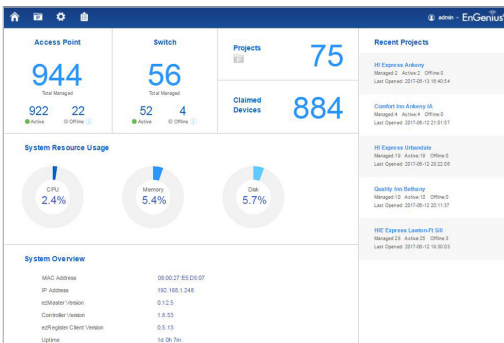 admin - EnGenius
Access Point
944
Total Managed
922 22
Active Offline
Switch
56
Total Managed
52 4
Active Offline
Projects
75
Claimed
Devices
884
System Resource Usage
CPU
2.4%
Memory
5.4%
Disk
5.7%
System Overview
MAC Address 08:00:27:E5:D5:07
IP Address 192.168.1.248
ezMaster Version 0.12.5
Controller Version 1.8.53
ezRegister Client Version 0.5.13
Uptime 1d 0h 7m
Recent Projects
HI Express Ankeny
Managed:2 Active:2 Offline:0
Last Opened: 2017-06-13 16:40:54
Comfort Inn Ankeny IA
Managed:4 Active:4 Offline:0
Last Opened: 2017-06-12 21:01:57
HI Express Urbandale
Managed:19 Active:19 Offline:0
Last Opened: 2017-06-12 20:22:06
Quality Inn Bethany
Managed:10 Active:10 Offline:0
Last Opened: 2017-06-12 20:11:37
HIE Express Lawton-Ft Sill
Managed:28 Active:25 Offline:3
Last Opened: 2017-06-12 19:30:03